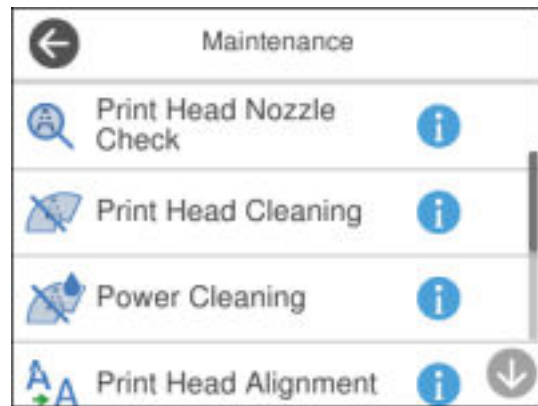 Maintenance
Print Head Nozzle
Check
Print Head Cleaning
Power Cleaning
Print Head Alignment